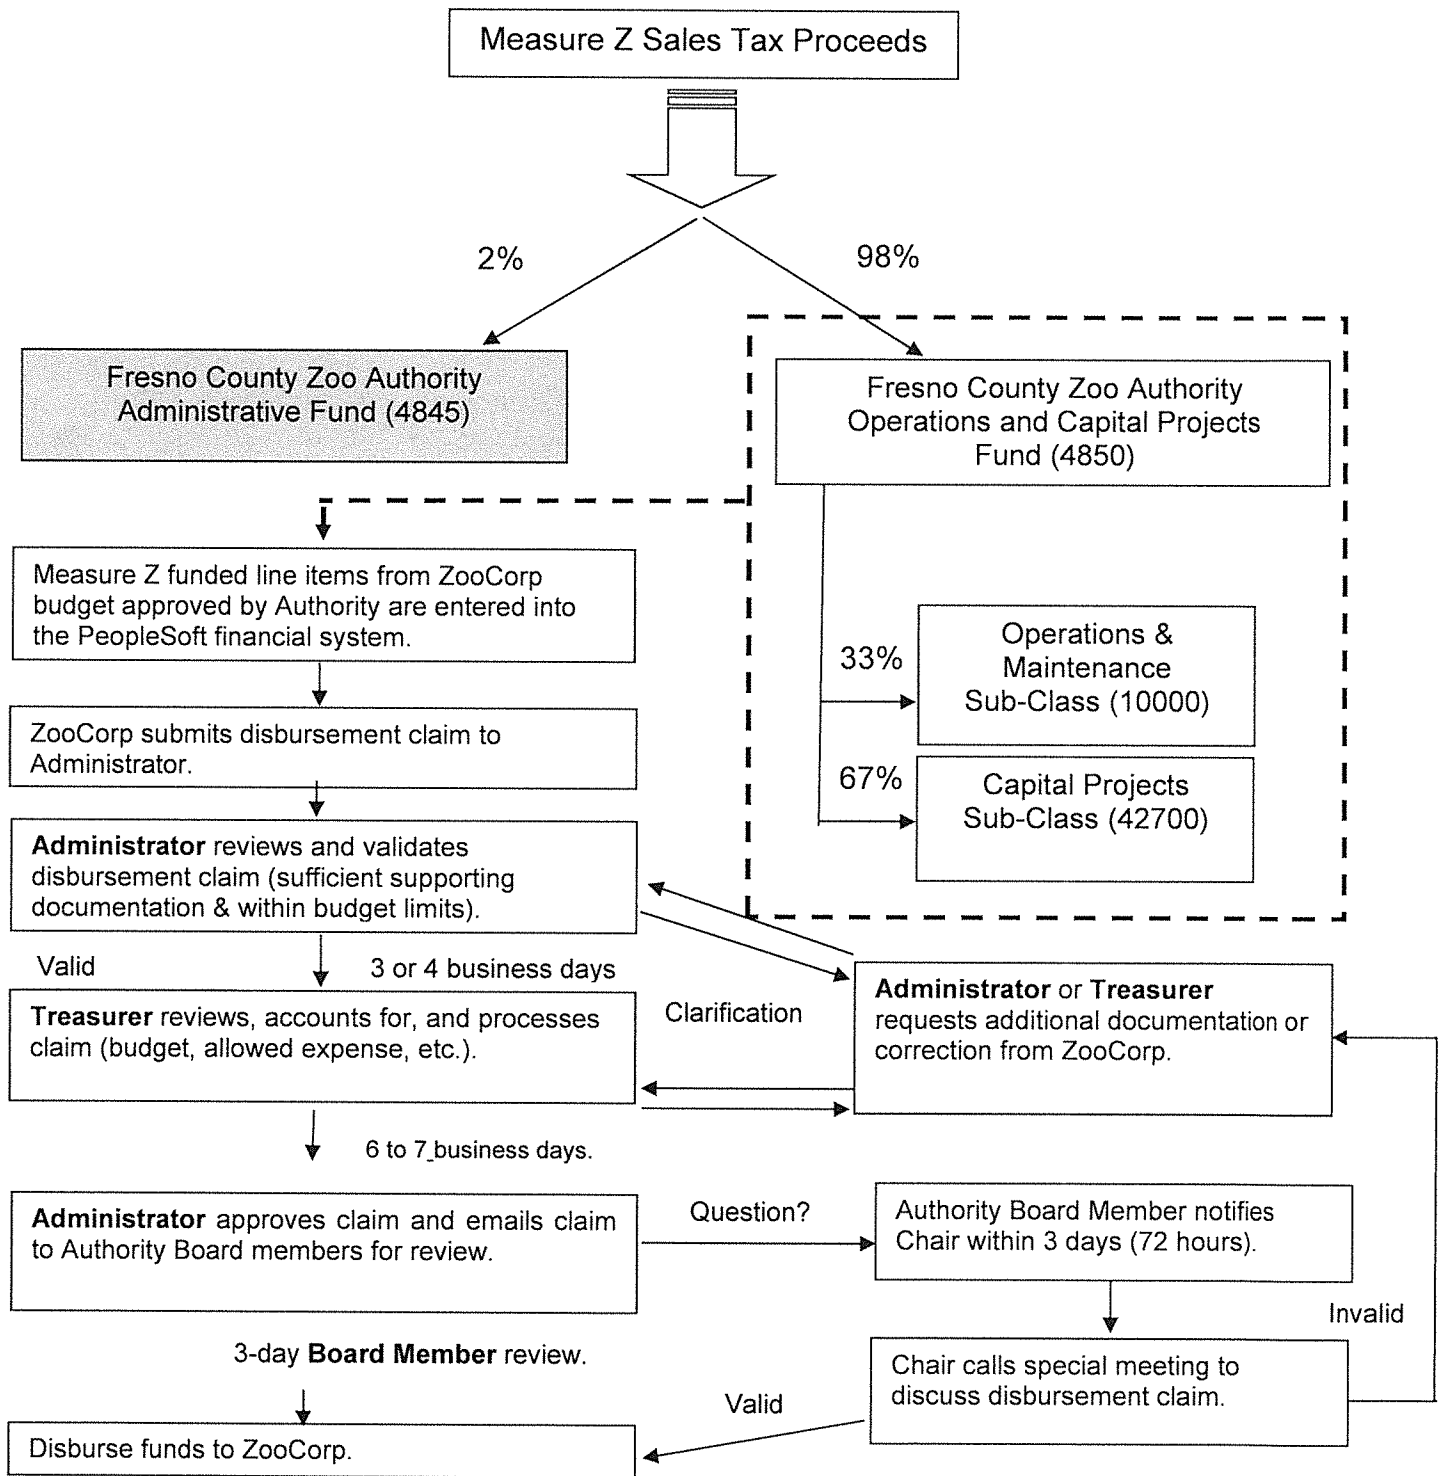 Measure Z Sales Tax Proceeds
2%
98%
Fresno County Zoo Authority
Administrative Fund (4845)
Fresno County Zoo Authority
Operations and Capital Projects
Fund (4850)
Measure Z funded line items from ZooCorp
budget approved by Authority are entered into
the PeopleSoft financial system.
33%
Operations &
Maintenance
Sub-Class (10000)
ZooCorp submits disbursement claim to
Administrator.
67%
Capital Projects
Sub-Class (42700)
Administrator reviews and validates
disbursement claim (sufficient supporting
documentation & within budget limits).
Valid
3 or 4 business days
Treasurer reviews, accounts for, and processes
claim (budget, allowed expense, etc.).
Clarification
Administrator or Treasurer
requests additional documentation or
correction from ZooCorp.
6 to 7_business days.
Administrator approves claim and emails claim
to Authority Board members for review.
Question?
Authority Board Member notifies
Chair within 3 days (72 hours).
Invalid
3-day Board Member review.
Chair calls special meeting to
discuss disbursement claim.
Valid
Disburse funds to ZooCorp.